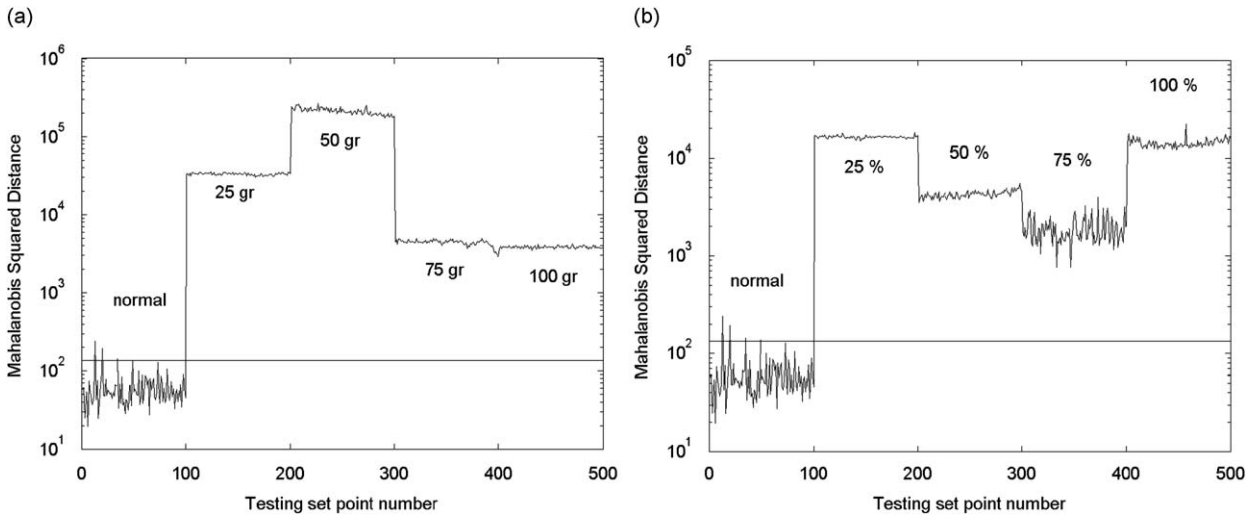 (a)
Mahalanobis Squared Distance
10^6
10^5
10^4
10^3
10^2
10^1
normal
25 gr
50 gr
75 gr
100 gr
0 100 200 300 400 500
Testing set point number
(b)
Mahalanobis Squared Distance
10^5
10^4
10^3
10^2
10^1
normal
25 %
50 %
75 %
100 %
0 100 200 300 400 500
Testing set point number